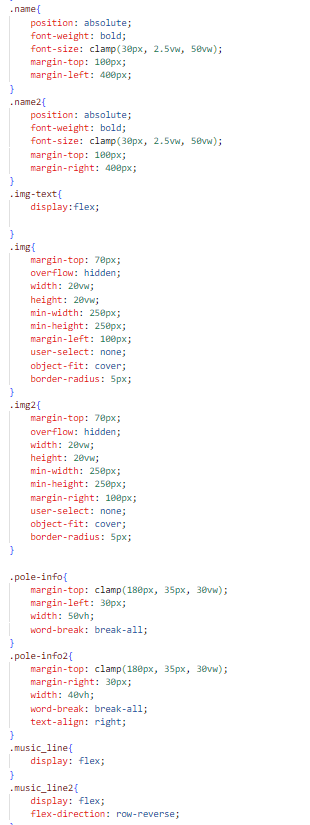 .name{
position: absolute;
font-weight: bold;
font-size: clamp(30px, 2.5vw, 50vw);
margin-top: 100px;
margin-left: 400px;
}
.name2{
position: absolute;
font-weight: bold;
font-size: clamp(30px, 2.5vw, 50vw);
margin-top: 100px;
margin-right: 400px;
}
.img-text{
display:flex;
}
.img{
margin-top: 70px;
overflow: hidden;
width: 20vw;
height: 20vw;
min-width: 250px;
min-height: 250px;
margin-left: 100px;
user-select: none;
object-fit: cover;
border-radius: 5px;
}
.img2{
margin-top: 70px;
overflow: hidden;
width: 20vw;
height: 20vw;
min-width: 250px;
min-height: 250px;
margin-right: 100px;
user-select: none;
object-fit: cover;
border-radius: 5px;
}
.pole-info{
margin-top: clamp(180px, 35px, 30vw);
margin-left: 30px;
width: 50vh;
word-break: break-all;
}
.pole-info2{
margin-top: clamp(180px, 35px, 30vw);
margin-right: 30px;
width: 40vh;
word-break: break-all;
text-align: right;
}
.music_line{
display: flex;
}
.music_line2{
display: flex;
flex-direction: row-reverse;